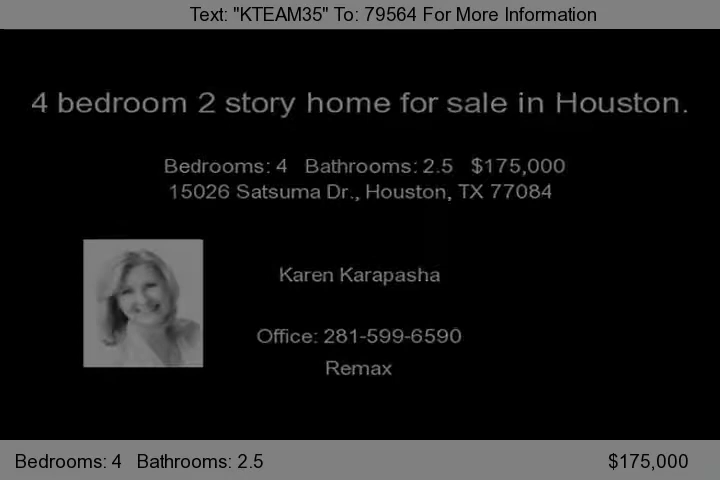 Text: "KTEAM35" To: 79564 For More Information
4 bedroom 2 story home for sale in Houston.
Bedrooms: 4 Bathrooms: 2.5 $175,000
15026 Satsuma Dr., Houston, TX 77084
Karen Karapasha
Office: 281-599-6590
Remax
Bedrooms: 4 Bathrooms: 2.5 $175,000